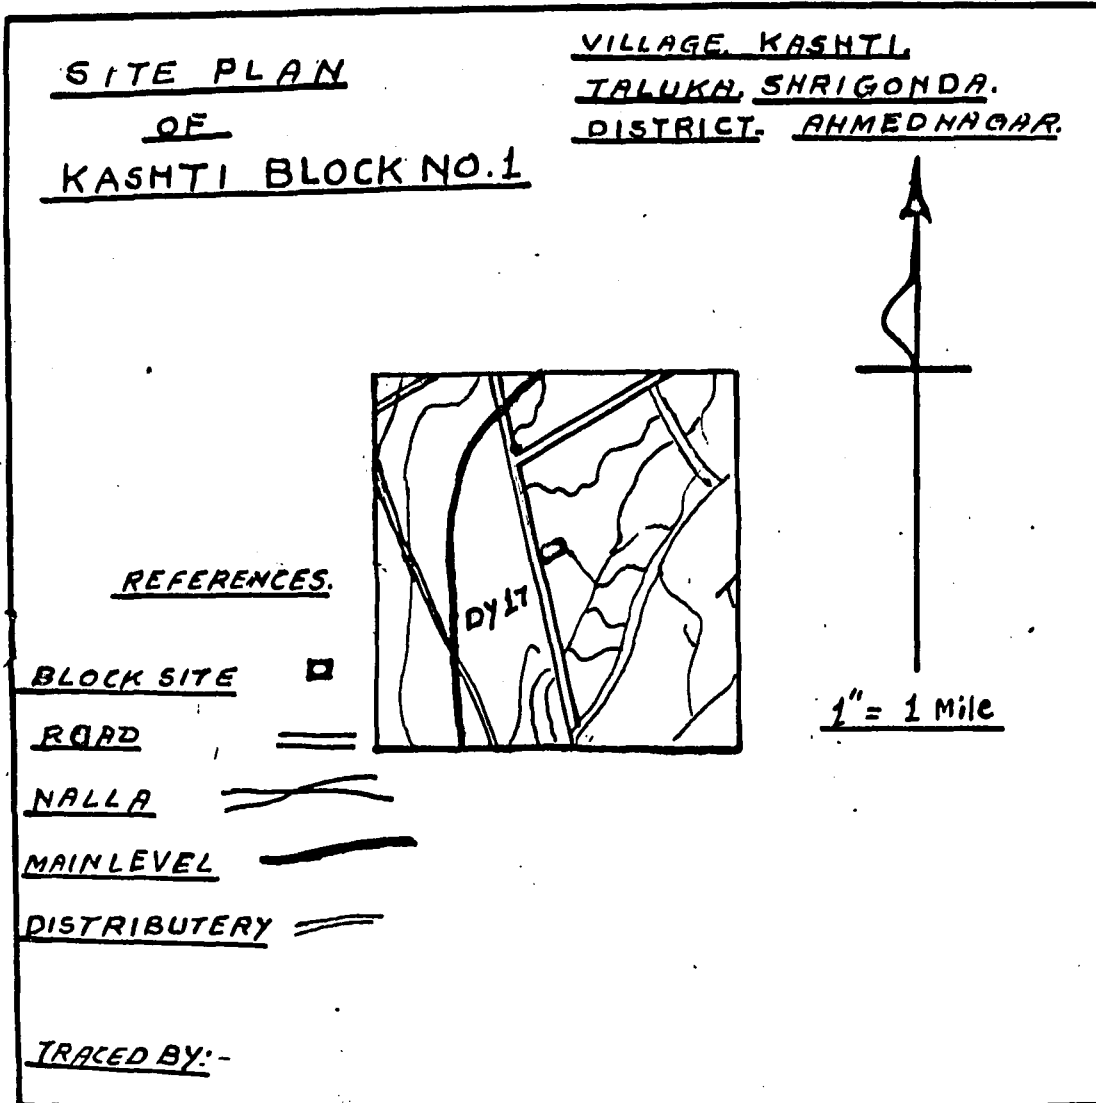 SITE PLAN
OF
KASHTI BLOCK NO.1
VILLAGE. KASHTI.
TALUKA. SHRIGONDA.
DISTRICT. AHMEDNAGAR.
DY 17
REFERENCES.
BLOCK SITE
ROAD
NALLA
MAINLEVEL
DISTRIBUTERY
1" = 1 Mile
TRACED BY:-